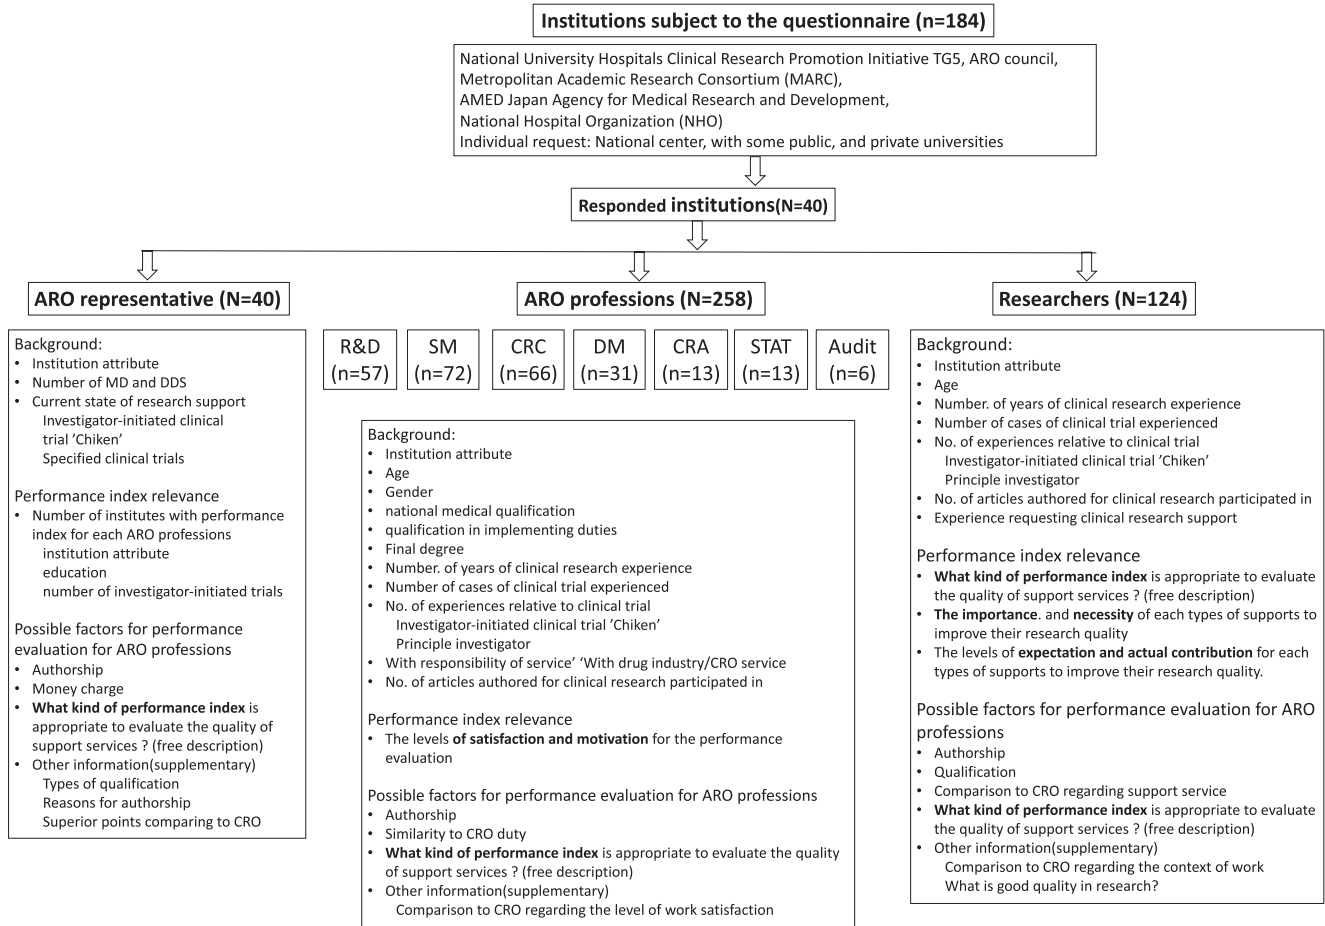 Institutions subject to the questionnaire (n=184)
National University Hospitals Clinical Research Promotion Initiative TG5, ARO council,
Metropolitan Academic Research Consortium (MARC),
AMED Japan Agency for Medical Research and Development,
National Hospital Organization (NHO)
Individual request: National center, with some public, and private universities
Responded institutions(N=40)
ARO representative (N=40)
Background:
• Institution attribute
• Number of MD and DDS
• Current state of research support
Investigator-initiated clinical
trial ’Chiken’
Specified clinical trials
Performance index relevance
• Number of institutes with performance
index for each ARO professions
institution attribute
education
number of investigator-initiated trials
Possible factors for performance
evaluation for ARO professions
• Authorship
• Money charge
• What kind of performance index is
appropriate to evaluate the quality of
support services ? (free description)
• Other information(supplementary)
Types of qualification
Reasons for authorship
Superior points comparing to CRO
ARO professions (N=258)
R&D
(n=57)
SM
(n=72)
CRC
(n=66)
DM
(n=31)
CRA
(n=13)
STAT
(n=13)
Audit
(n=6)
Background:
• Institution attribute
• Age
• Gender
• national medical qualification
• qualification in implementing duties
• Final degree
• Number. of years of clinical research experience
• Number of cases of clinical trial experienced
• No. of experiences relative to clinical trial
Investigator-initiated clinical trial ’Chiken’
Principle investigator
• With responsibility of service’ ‘With drug industry/CRO service
• No. of articles authored for clinical research participated in
Performance index relevance
• The levels of satisfaction and motivation for the performance
evaluation
Possible factors for performance evaluation for ARO professions
• Authorship
• Similarity to CRO duty
• What kind of performance index is appropriate to evaluate the quality
of support services ? (free description)
• Other information(supplementary)
Comparison to CRO regarding the level of work satisfaction
Researchers (N=124)
Background:
• Institution attribute
• Age
• Number. of years of clinical research experience
• Number of cases of clinical trial experienced
• No. of experiences relative to clinical trial
Investigator-initiated clinical trial ’Chiken’
Principle investigator
• No. of articles authored for clinical research participated in
• Experience requesting clinical research support
Performance index relevance
• What kind of performance index is appropriate to evaluate
the quality of support services ? (free description)
• The importance. and necessity of each types of supports to
improve their research quality
• The levels of expectation and actual contribution for each
types of supports to improve their research quality.
Possible factors for performance evaluation for ARO
professions
• Authorship
• Qualification
• Comparison to CRO regarding support service
• What kind of performance index is appropriate to evaluate
the quality of support services ? (free description)
• Other information(supplementary)
Comparison to CRO regarding the context of work
What is good quality in research?